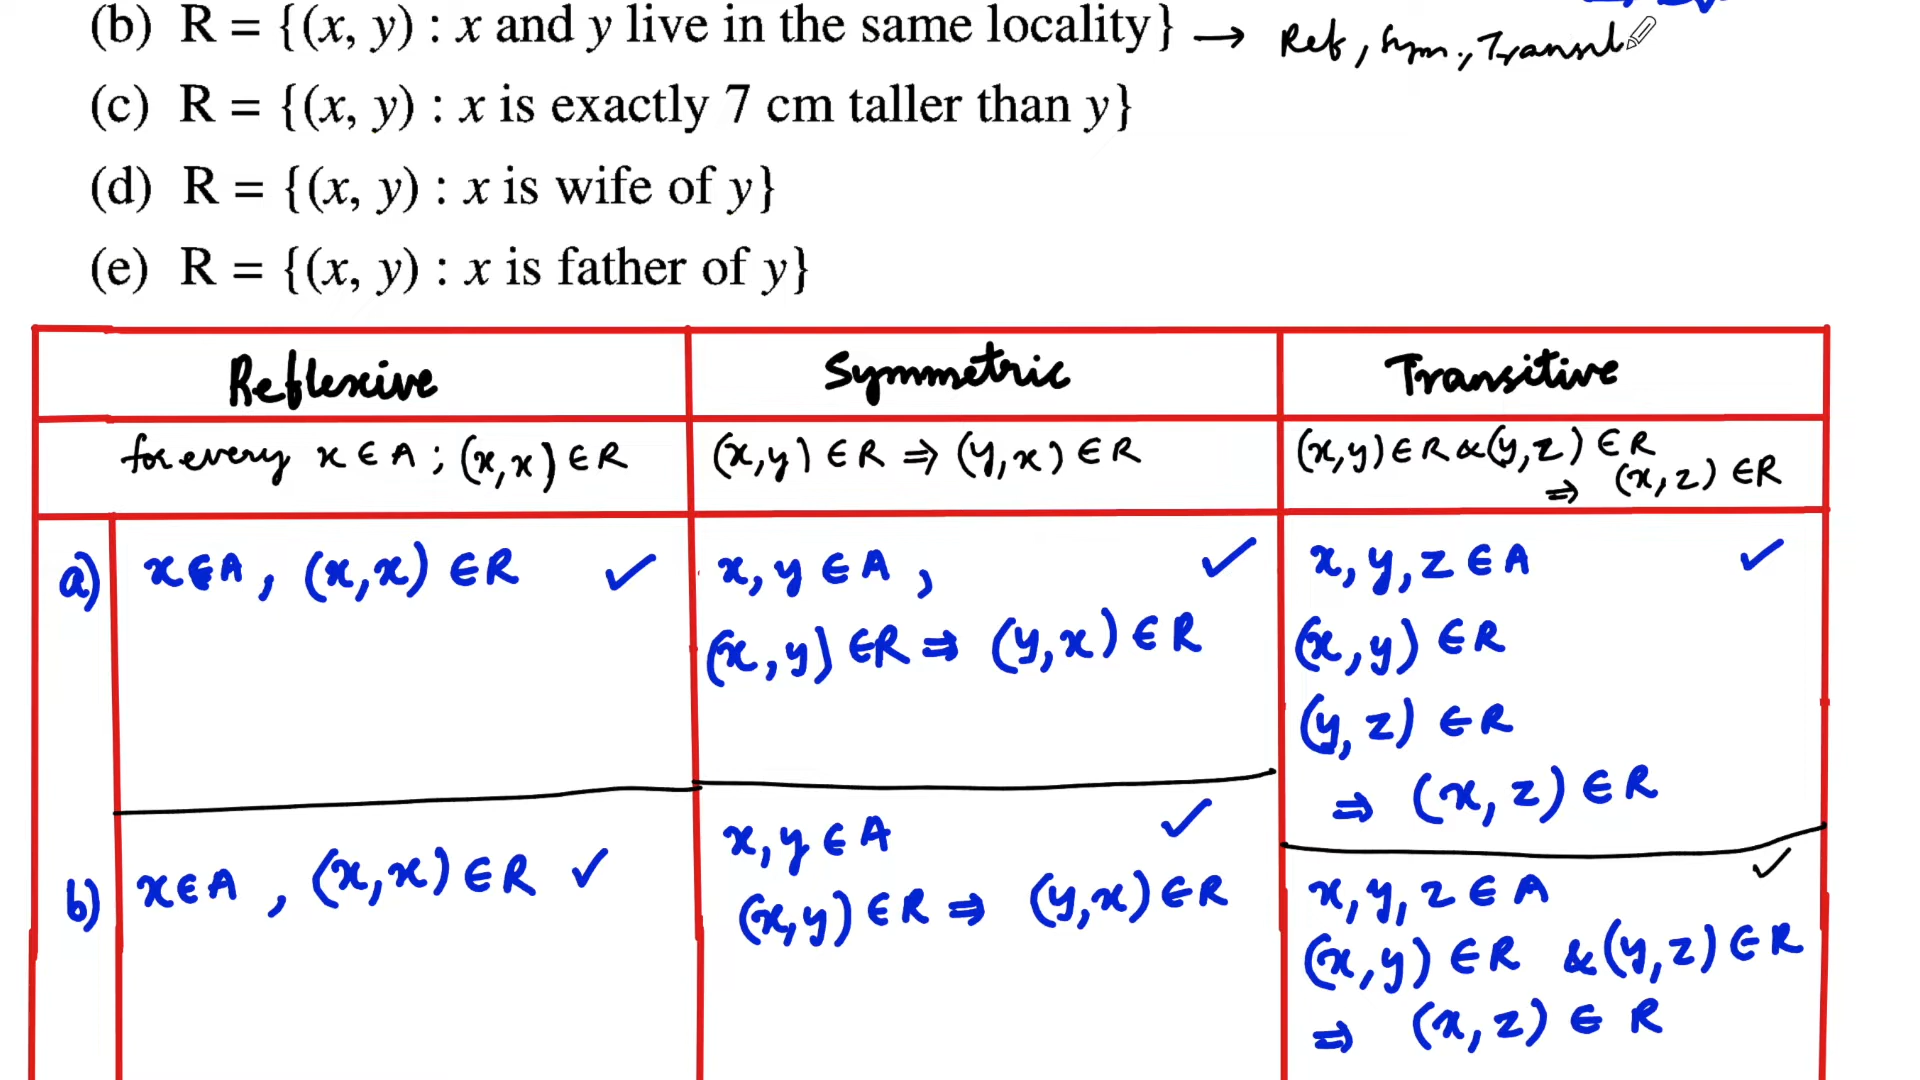 (b) R = {(x, y) : x and y live in the same locality} → Ref, Sym., Transit
(c) R = {(x, y) : x is exactly 7 cm taller than y}
(d) R = {(x, y) : x is wife of y}
(e) R = {(x, y) : x is father of y}
Reflexive Symmetric Transitive
for every x ∈ A ; (x,x) ∈ R
(x,y) ∈ R ⇒ (y,x) ∈ R
(x,y) ∈ R & (y,z) ∈ R
⇒ (x,z) ∈ R
a) x ∈ A , (x,x) ∈ R ✓
x, y ∈ A , ✓
(x,y) ∈ R ⇒ (y,x) ∈ R
x, y, z ∈ A ✓
(x,y) ∈ R
(y,z) ∈ R
⇒ (x,z) ∈ R
b) x ∈ A , (x,x) ∈ R ✓
x, y ∈ A ✓
(x,y) ∈ R ⇒ (y,x) ∈ R
✓
x, y, z ∈ A
(x,y) ∈ R & (y,z) ∈ R
⇒ (x,z) ∈ R